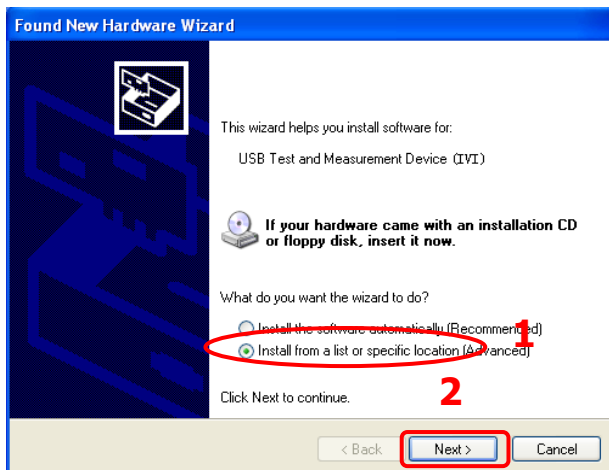 Found New Hardware Wizard
This wizard helps you install software for:
USB Test and Measurement Device (IVI)
If your hardware came with an installation CD
or floppy disk, insert it now.
What do you want the wizard to do?
Install the software automatically (Recommended)
1
Install from a list or specific location (Advanced)
Click Next to continue.
2
< Back
Next >
Cancel